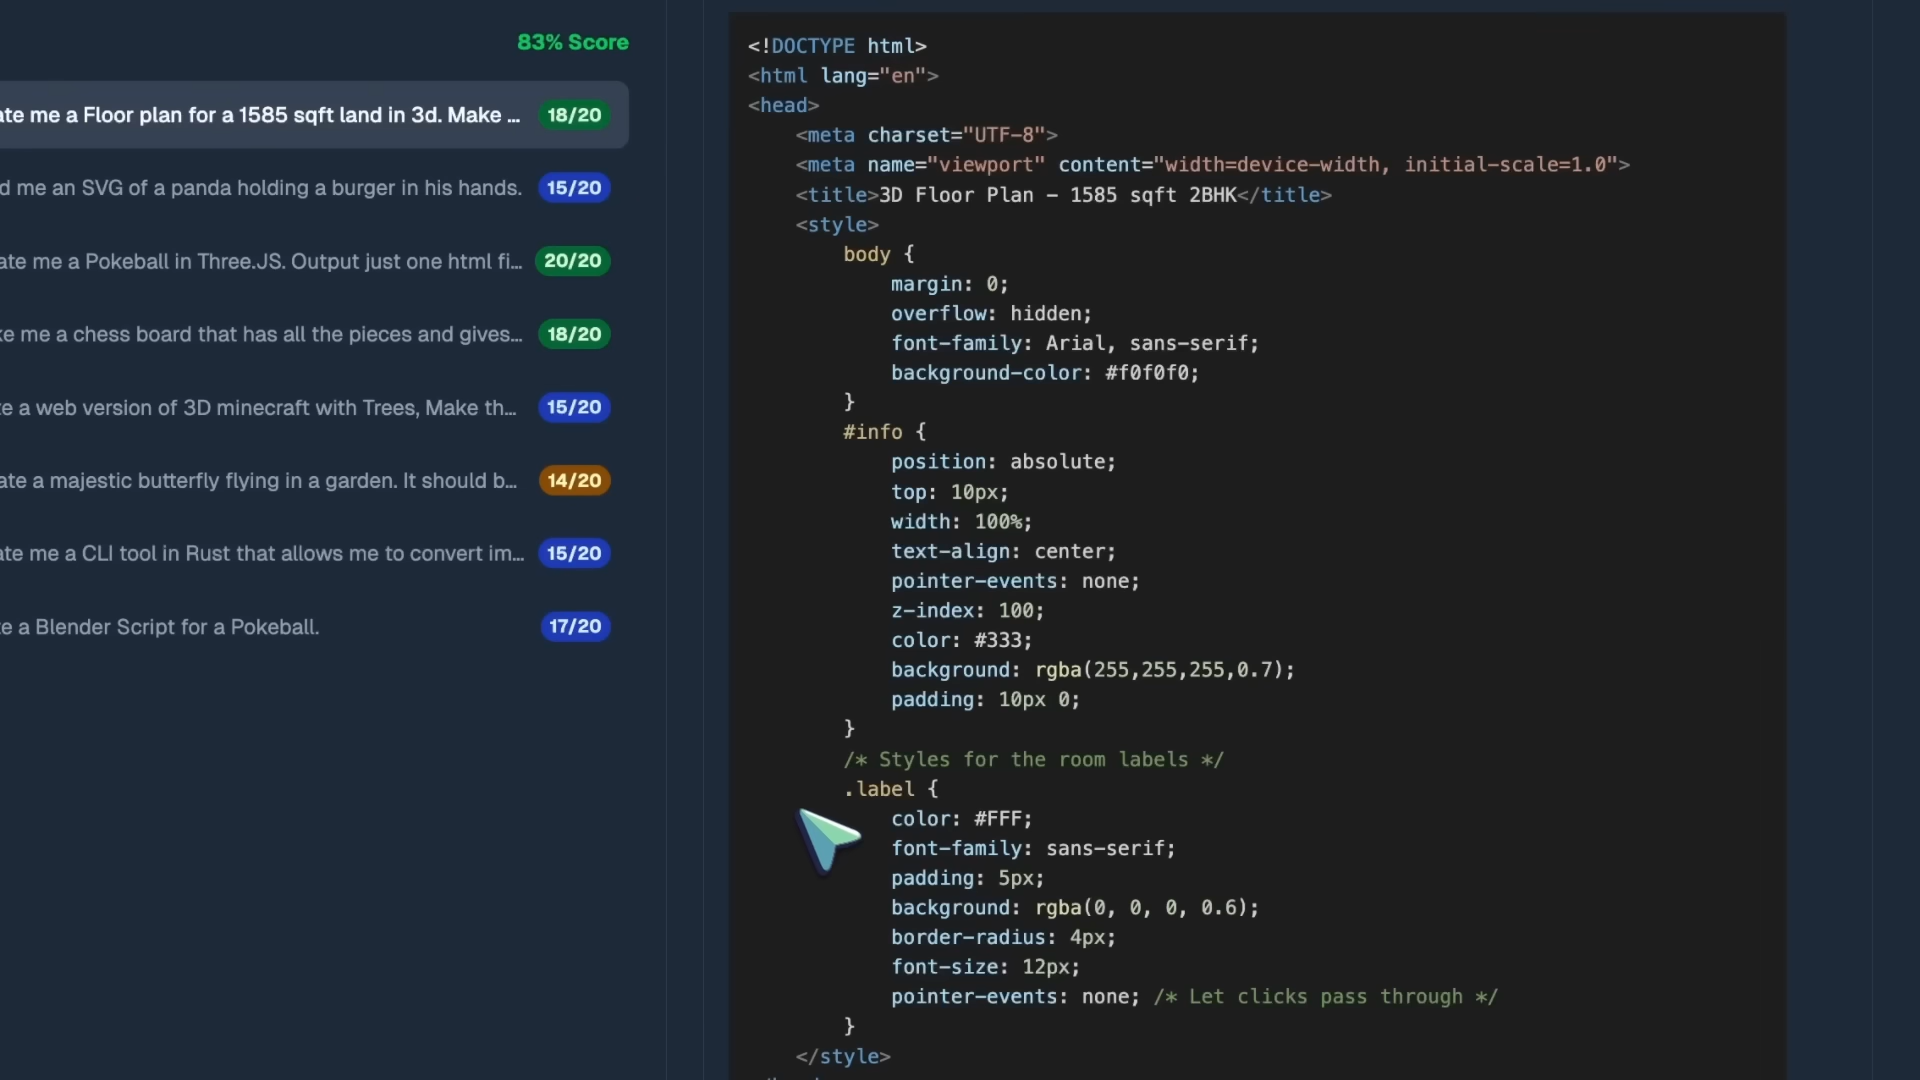 83% Score
ate me a Floor plan for a 1585 sqft land in 3d. Make ... 18/20
d me an SVG of a panda holding a burger in his hands. 15/20
ate me a Pokeball in Three.JS. Output just one html fi... 20/20
ke me a chess board that has all the pieces and gives... 18/20
te a web version of 3D minecraft with Trees, Make th... 15/20
ate a majestic butterfly flying in a garden. It should b... 14/20
ate me a CLI tool in Rust that allows me to convert im... 15/20
te a Blender Script for a Pokeball. 17/20
<!DOCTYPE html>
<html lang="en">
<head>
    <meta charset="UTF-8">
    <meta name="viewport" content="width=device-width, initial-scale=1.0">
    <title>3D Floor Plan - 1585 sqft 2BHK</title>
    <style>
        body {
            margin: 0;
            overflow: hidden;
            font-family: Arial, sans-serif;
            background-color: #f0f0f0;
        }
        #info {
            position: absolute;
            top: 10px;
            width: 100%;
            text-align: center;
            pointer-events: none;
            z-index: 100;
            color: #333;
            background: rgba(255,255,255,0.7);
            padding: 10px 0;
        }
        /* Styles for the room labels */
        .label {
            color: #FFF;
            font-family: sans-serif;
            padding: 5px;
            background: rgba(0, 0, 0, 0.6);
            border-radius: 4px;
            font-size: 12px;
            pointer-events: none; /* Let clicks pass through */
        }
    </style>